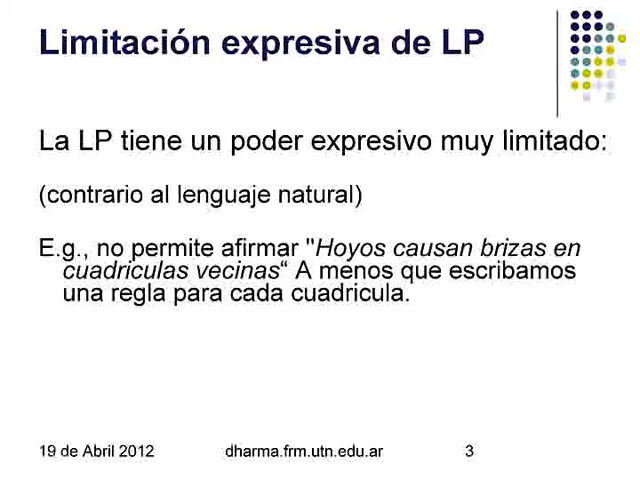 Limitación expresiva de LP
La LP tiene un poder expresivo muy limitado:
(contrario al lenguaje natural)
E.g., no permite afirmar "Hoyos causan brizas en
cuadriculas vecinas“ A menos que escribamos
una regla para cada cuadricula.
19 de Abril 2012 dharma.frm.utn.edu.ar 3